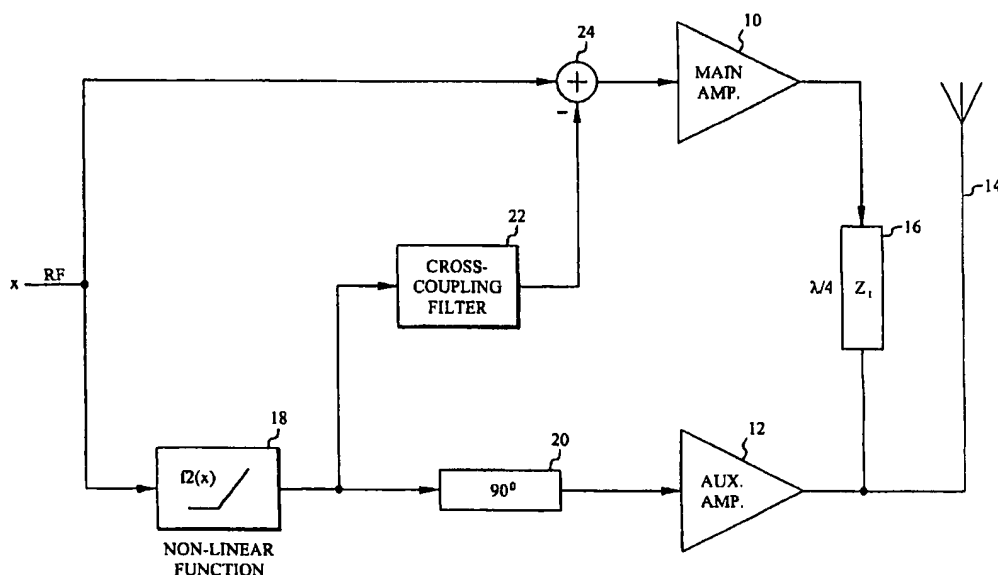 24
10
MAIN
AMP.
14
22
16
CROSS-
COUPLING
FILTER
x RF
λ/4
Z₁
18
20
12
f2(x)
90⁰
AUX.
AMP.
NON-LINEAR
FUNCTION
+
−